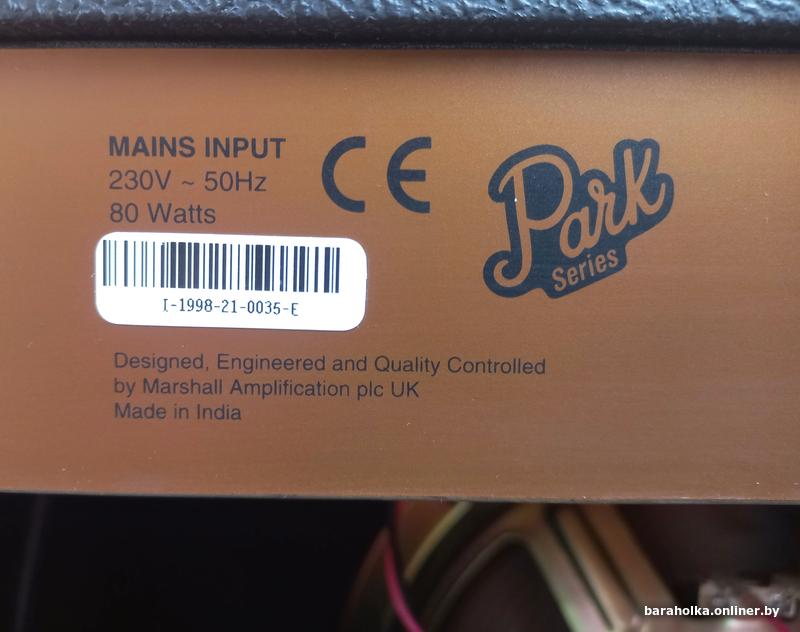 MAINS INPUT
230V ~ 50Hz
80 Watts
CE
Park
Series
I-1998-21-0035-E
Designed, Engineered and Quality Controlled
by Marshall Amplification plc UK
Made in India
baraholka.onliner.by